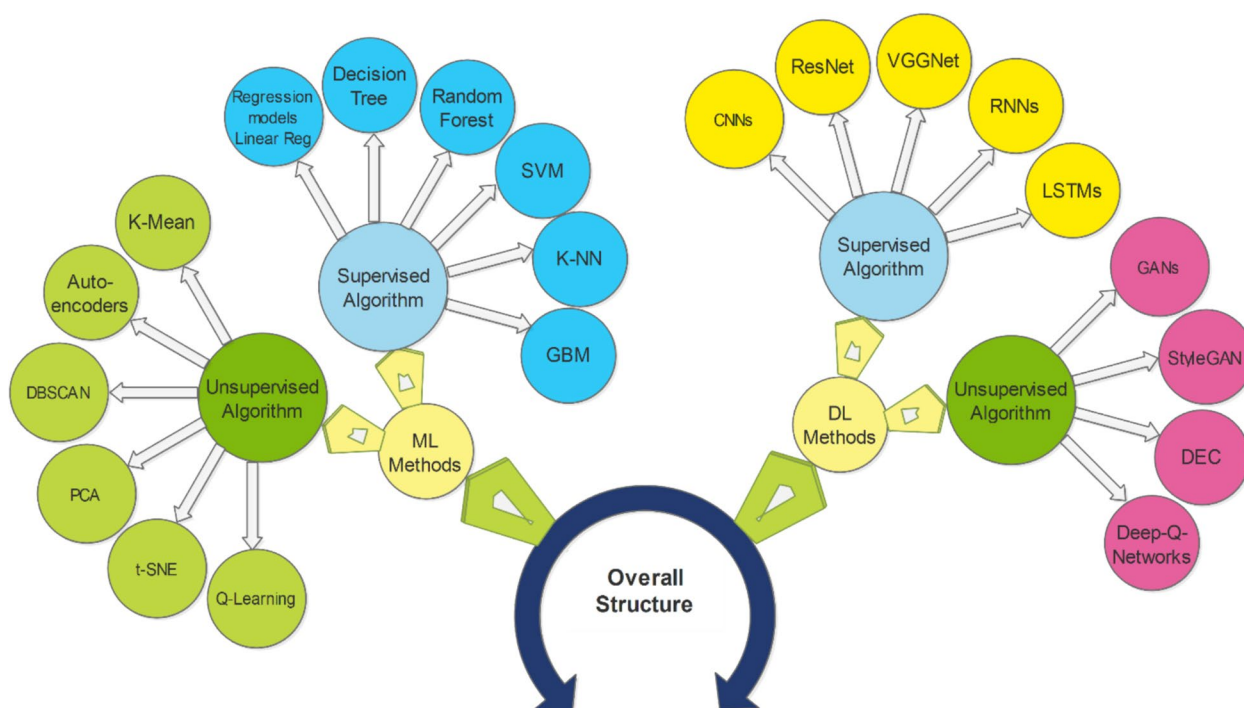 Regression
models
Linear Reg
Decision
Tree
Random
Forest
SVM
K-NN
GBM
Supervised
Algorithm
K-Mean
Auto-
encoders
DBSCAN
PCA
t-SNE
Q-Learning
Unsupervised
Algorithm
ML
Methods
CNNs
ResNet
VGGNet
RNNs
LSTMs
Supervised
Algorithm
GANs
StyleGAN
DEC
Deep-Q-
Networks
Unsupervised
Algorithm
DL
Methods
Overall
Structure